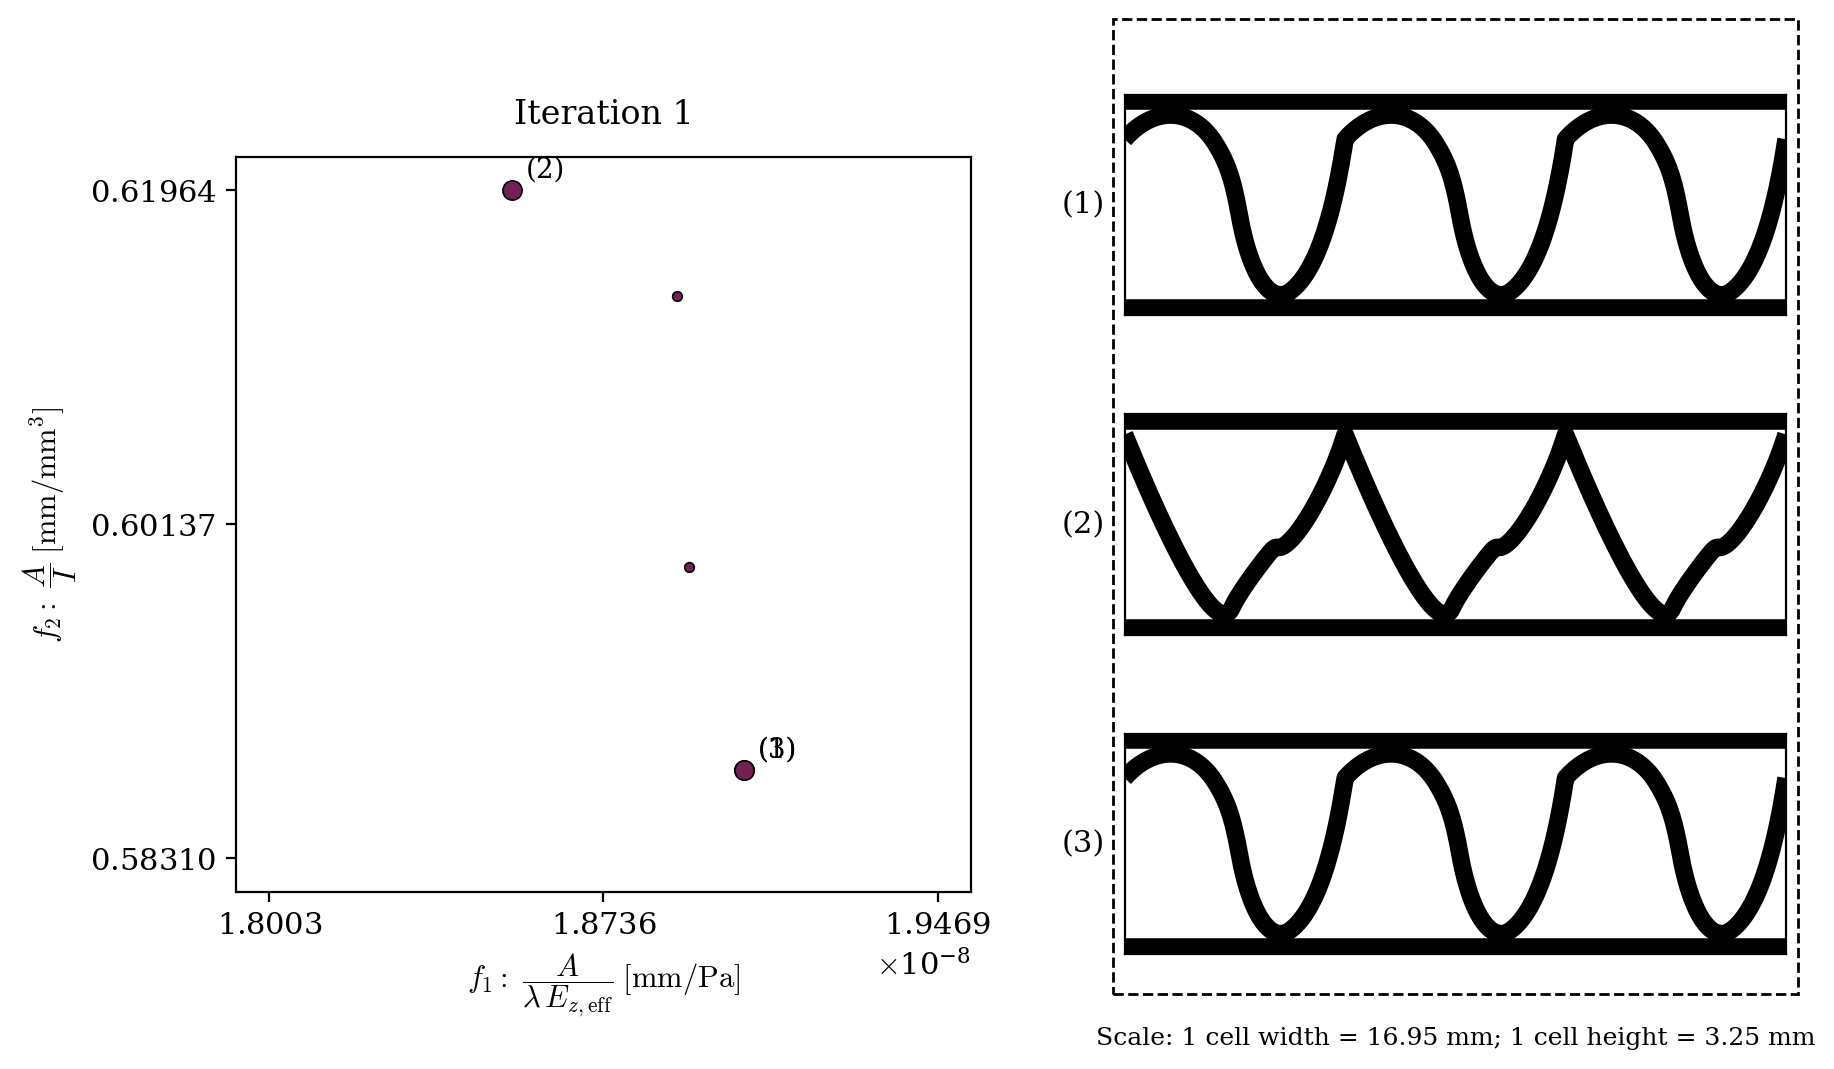 Iteration 1
(2)
0.61964
0.60137
0.58310
f₂ : A/I [mm/mm³]
(1)
(3)
1.8003 1.8736 1.9469
×10⁻⁸
f₁ : A/(λ E_z,eff) [mm/Pa]
(1)
(2)
(3)
Scale: 1 cell width = 16.95 mm; 1 cell height = 3.25 mm